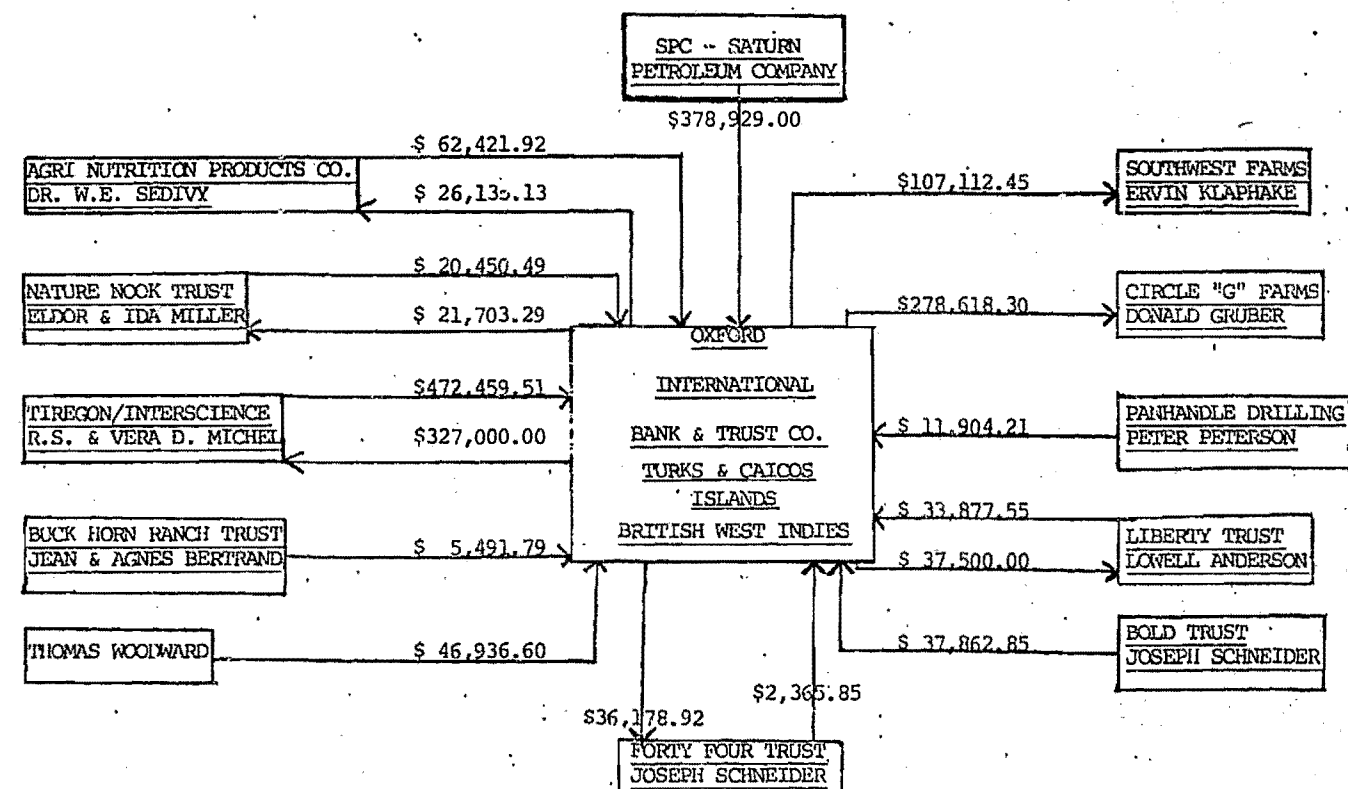 SPC - SATURN
PETROLEUM COMPANY
$378,929.00
$ 62,421.92
AGRI NUTRITION PRODUCTS CO.
DR. W.E. SEDIVY
$ 26,135.13
$107,112.45
SOUTHWEST FARMS
ERVIN KLAPHAKE
$ 20,450.49
NATURE NOOK TRUST
ELDOR & IDA MILLER
$ 21,703.29
$278,618.30
CIRCLE "G" FARMS
DONALD GRUBER
OXFORD
INTERNATIONAL
BANK & TRUST CO.
TURKS & CAICOS
ISLANDS
BRITISH WEST INDIES
$472,459.51
TIREGON/INTERSCIENCE
R.S. & VERA D. MICHEL
$327,000.00
$ 11,904.21
PANHANDLE DRILLING
PETER PETERSON
BUCK HORN RANCH TRUST
JEAN & AGNES BERTRAND
$ 5,491.79
$ 33,877.55
LIBERTY TRUST
LOWELL ANDERSON
$ 37,500.00
THOMAS WOODWARD
$ 46,936.60
$ 37,862.85
BOLD TRUST
JOSEPH SCHNEIDER
$2,365.85
$36,178.92
FORTY FOUR TRUST
JOSEPH SCHNEIDER